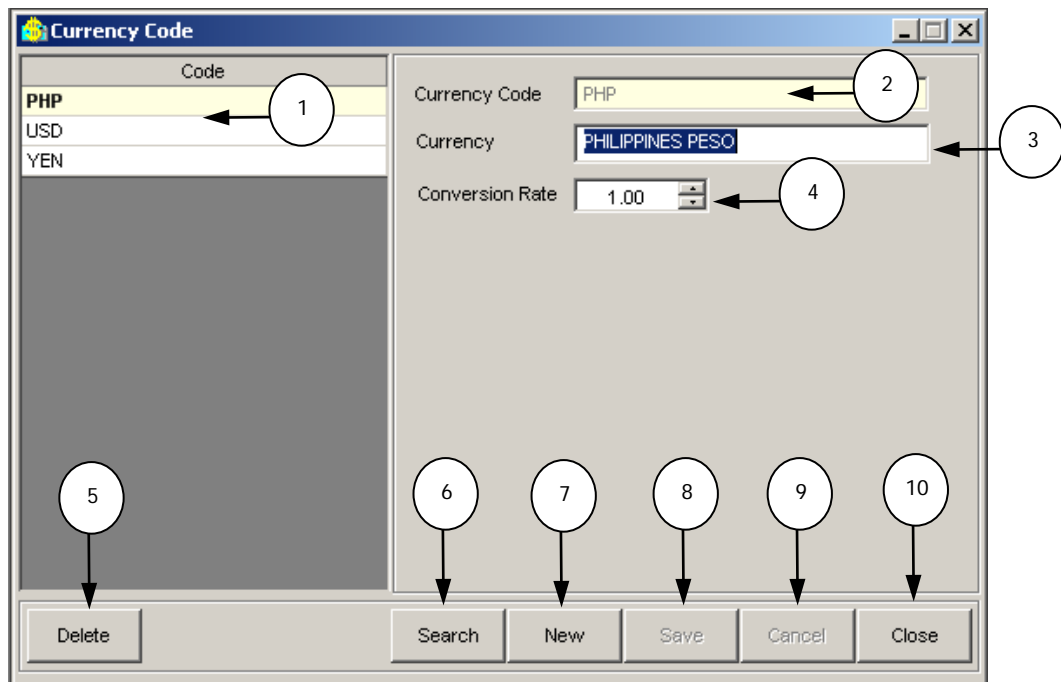 Currency Code
Code
PHP
USD
YEN
1
Currency Code PHP
2
Currency PHILIPPINES PESO
3
Conversion Rate 1.00
4
5
6
7
8
9
10
Delete
Search
New
Save
Cancel
Close